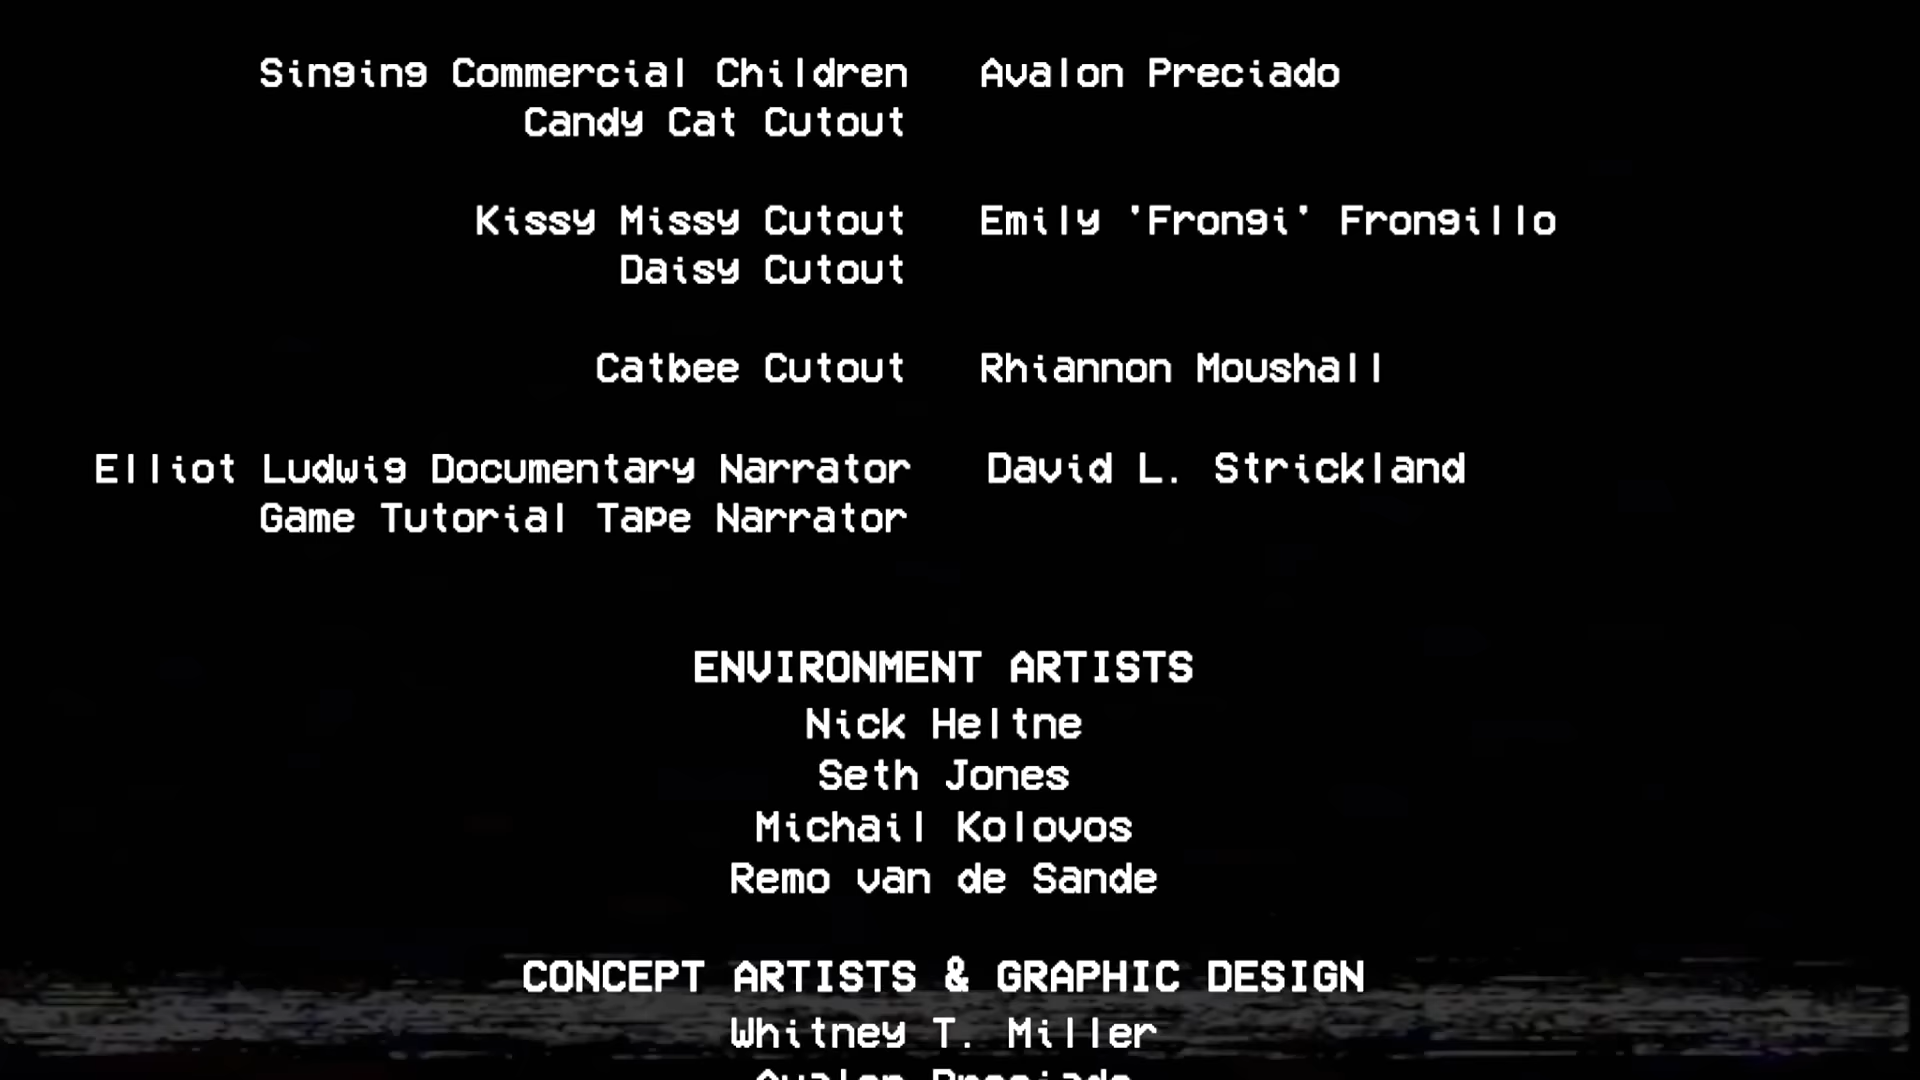 Singing Commercial Children Avalon Preciado
Candy Cat Cutout
Kissy Missy Cutout Emily 'Frongi' Frongillo
Daisy Cutout
Catbee Cutout Rhiannon Moushall
Elliot Ludwig Documentary Narrator David L. Strickland
Game Tutorial Tape Narrator
ENVIRONMENT ARTISTS
Nick Heltne
Seth Jones
Michail Kolovos
Remo van de Sande
CONCEPT ARTISTS & GRAPHIC DESIGN
Whitney T. Miller
Avalon Preciado